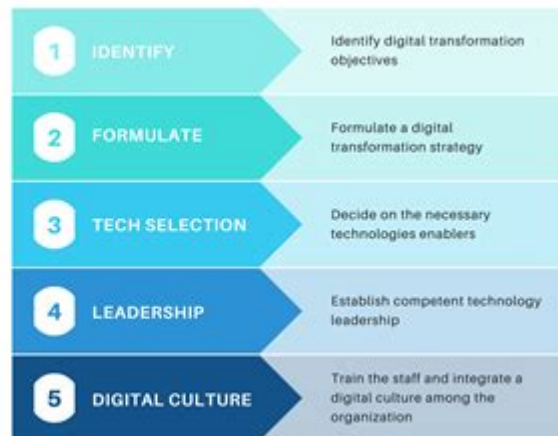 1
IDENTIFY
Identify digital transformation
objectives
2
FORMULATE
Formulate a digital
transformation strategy
3
TECH SELECTION
Decide on the necessary
technologies enablers
4
LEADERSHIP
Establish competent technology
leadership
5
DIGITAL CULTURE
Train the staff and integrate a
digital culture among the
organization